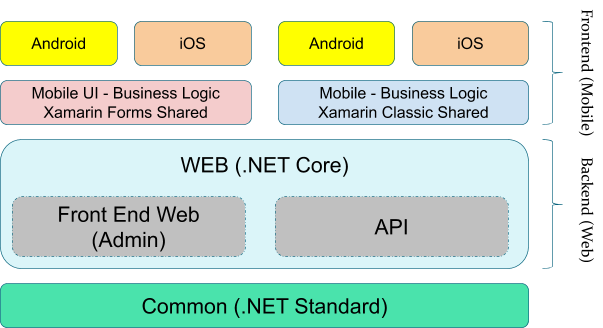 Android
iOS
Android
iOS
Mobile UI - Business Logic
Xamarin Forms Shared
Mobile - Business Logic
Xamarin Classic Shared
Frontend (Mobile)
WEB (.NET Core)
Front End Web
(Admin)
API
Backend (Web)
Common (.NET Standard)